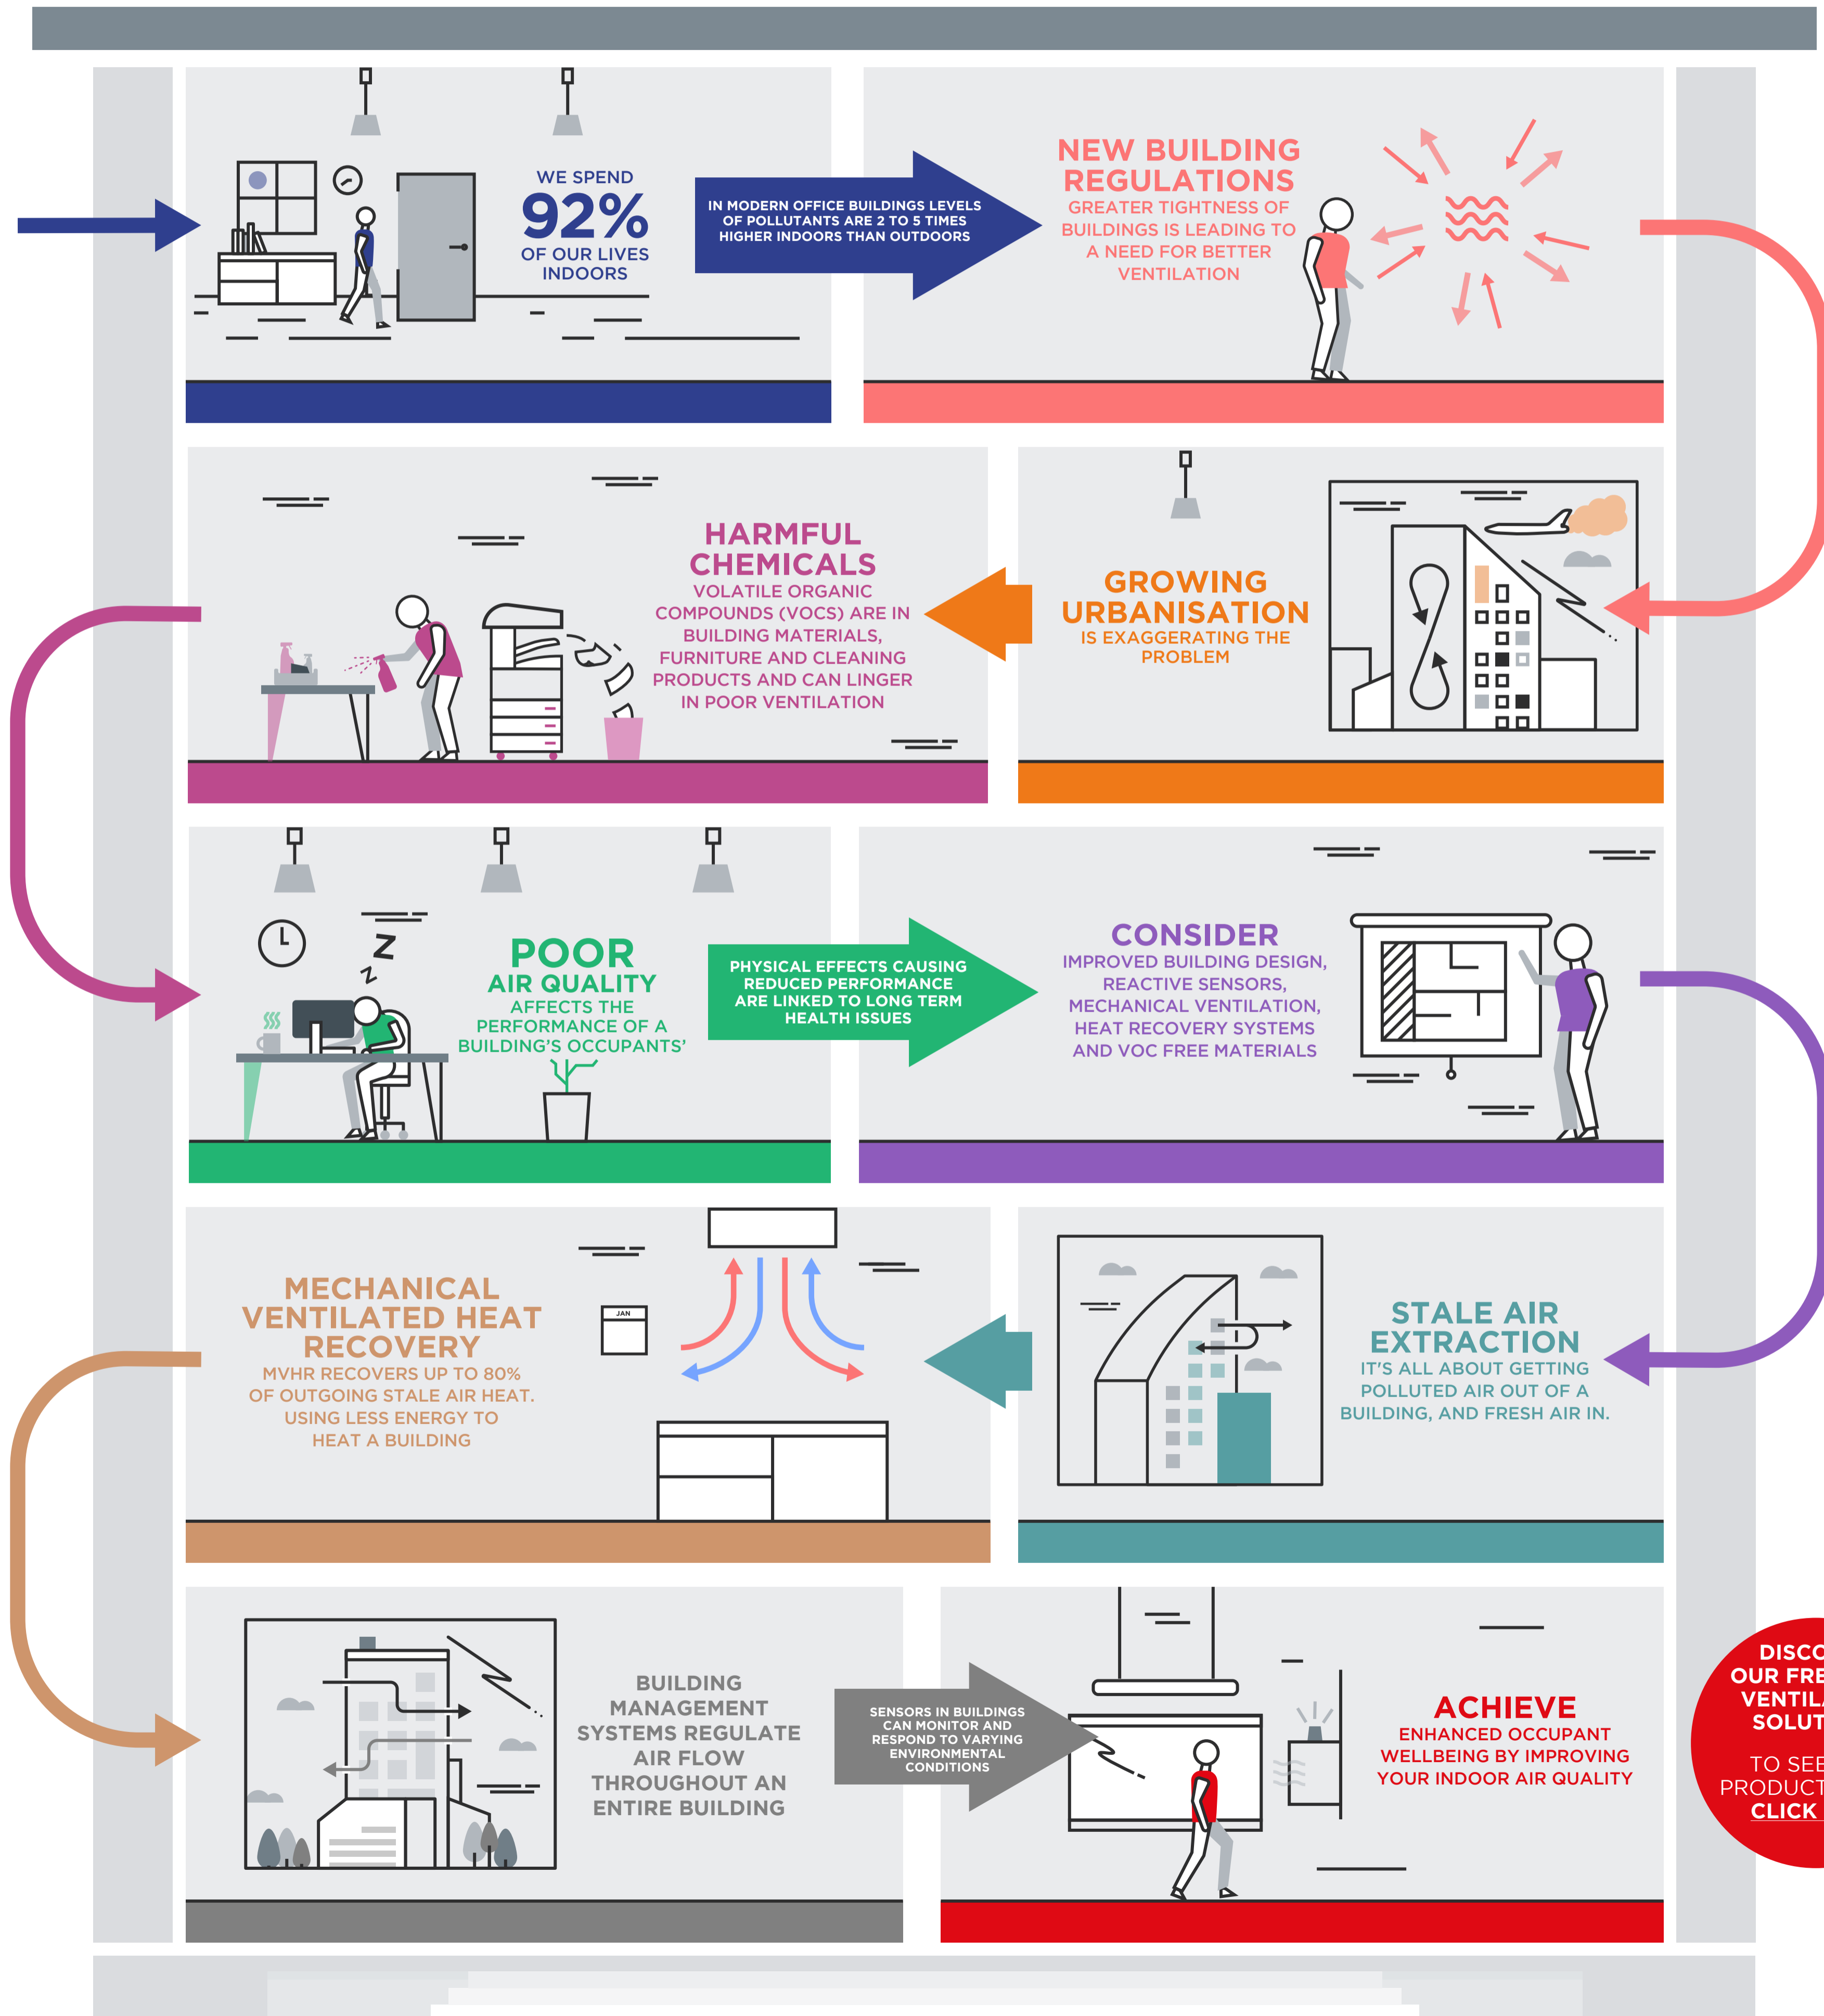 WE SPEND
92%
OF OUR LIVES
INDOORS
IN MODERN OFFICE BUILDINGS LEVELS
OF POLLUTANTS ARE 2 TO 5 TIMES
HIGHER INDOORS THAN OUTDOORS
NEW BUILDING
REGULATIONS
GREATER TIGHTNESS OF
BUILDINGS IS LEADING TO
A NEED FOR BETTER
VENTILATION
GROWING
URBANISATION
IS EXAGGERATING THE
PROBLEM
HARMFUL
CHEMICALS
VOLATILE ORGANIC
COMPOUNDS (VOCS) ARE IN
BUILDING MATERIALS,
FURNITURE AND CLEANING
PRODUCTS AND CAN LINGER
IN POOR VENTILATION
Z
Z
POOR
AIR QUALITY
AFFECTS THE
PERFORMANCE OF A
BUILDING'S OCCUPANTS'
PHYSICAL EFFECTS CAUSING
REDUCED PERFORMANCE
ARE LINKED TO LONG TERM
HEALTH ISSUES
CONSIDER
IMPROVED BUILDING DESIGN,
REACTIVE SENSORS,
MECHANICAL VENTILATION,
HEAT RECOVERY SYSTEMS
AND VOC FREE MATERIALS
STALE AIR
EXTRACTION
IT'S ALL ABOUT GETTING
POLLUTED AIR OUT OF A
BUILDING, AND FRESH AIR IN.
MECHANICAL
VENTILATED HEAT
RECOVERY
MVHR RECOVERS UP TO 80%
OF OUTGOING STALE AIR HEAT.
USING LESS ENERGY TO
HEAT A BUILDING
JAN
BUILDING
MANAGEMENT
SYSTEMS REGULATE
AIR FLOW
THROUGHOUT AN
ENTIRE BUILDING
SENSORS IN BUILDINGS
CAN MONITOR AND
RESPOND TO VARYING
ENVIRONMENTAL
CONDITIONS
ACHIEVE
ENHANCED OCCUPANT
WELLBEING BY IMPROVING
YOUR INDOOR AIR QUALITY
OUR
TO SEE
CLICK